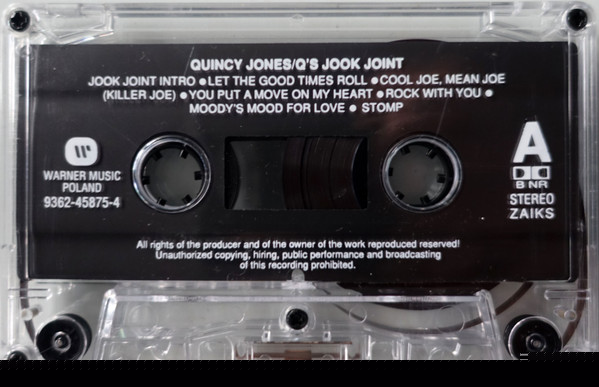 QUINCY JONES/Q'S JOOK JOINT
JOOK JOINT INTRO ● LET THE GOOD TIMES ROLL ● COOL JOE, MEAN JOE
(KILLER JOE) ● YOU PUT A MOVE ON MY HEART ● ROCK WITH YOU ●
MOODY'S MOOD FOR LOVE ● STOMP
WARNER MUSIC
POLAND
9362-45875-4
A
B NR
STEREO
ZAIKS
All rights of the producer and of the owner of the work reproduced reserved!
Unauthorized copying, hiring, public performance and broadcasting
of this recording prohibited.